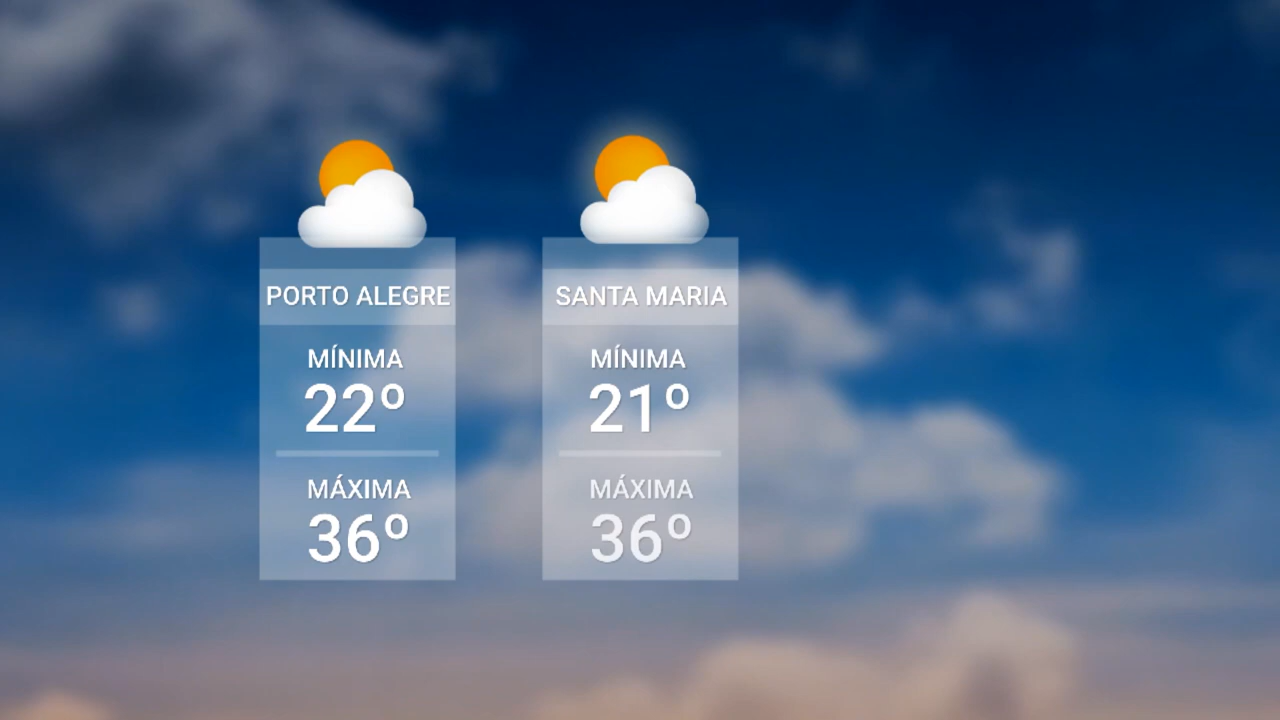 PORTO ALEGRE
MÍNIMA
22º
MÁXIMA
36º
SANTA MARIA
MÍNIMA
21º
MÁXIMA
36º